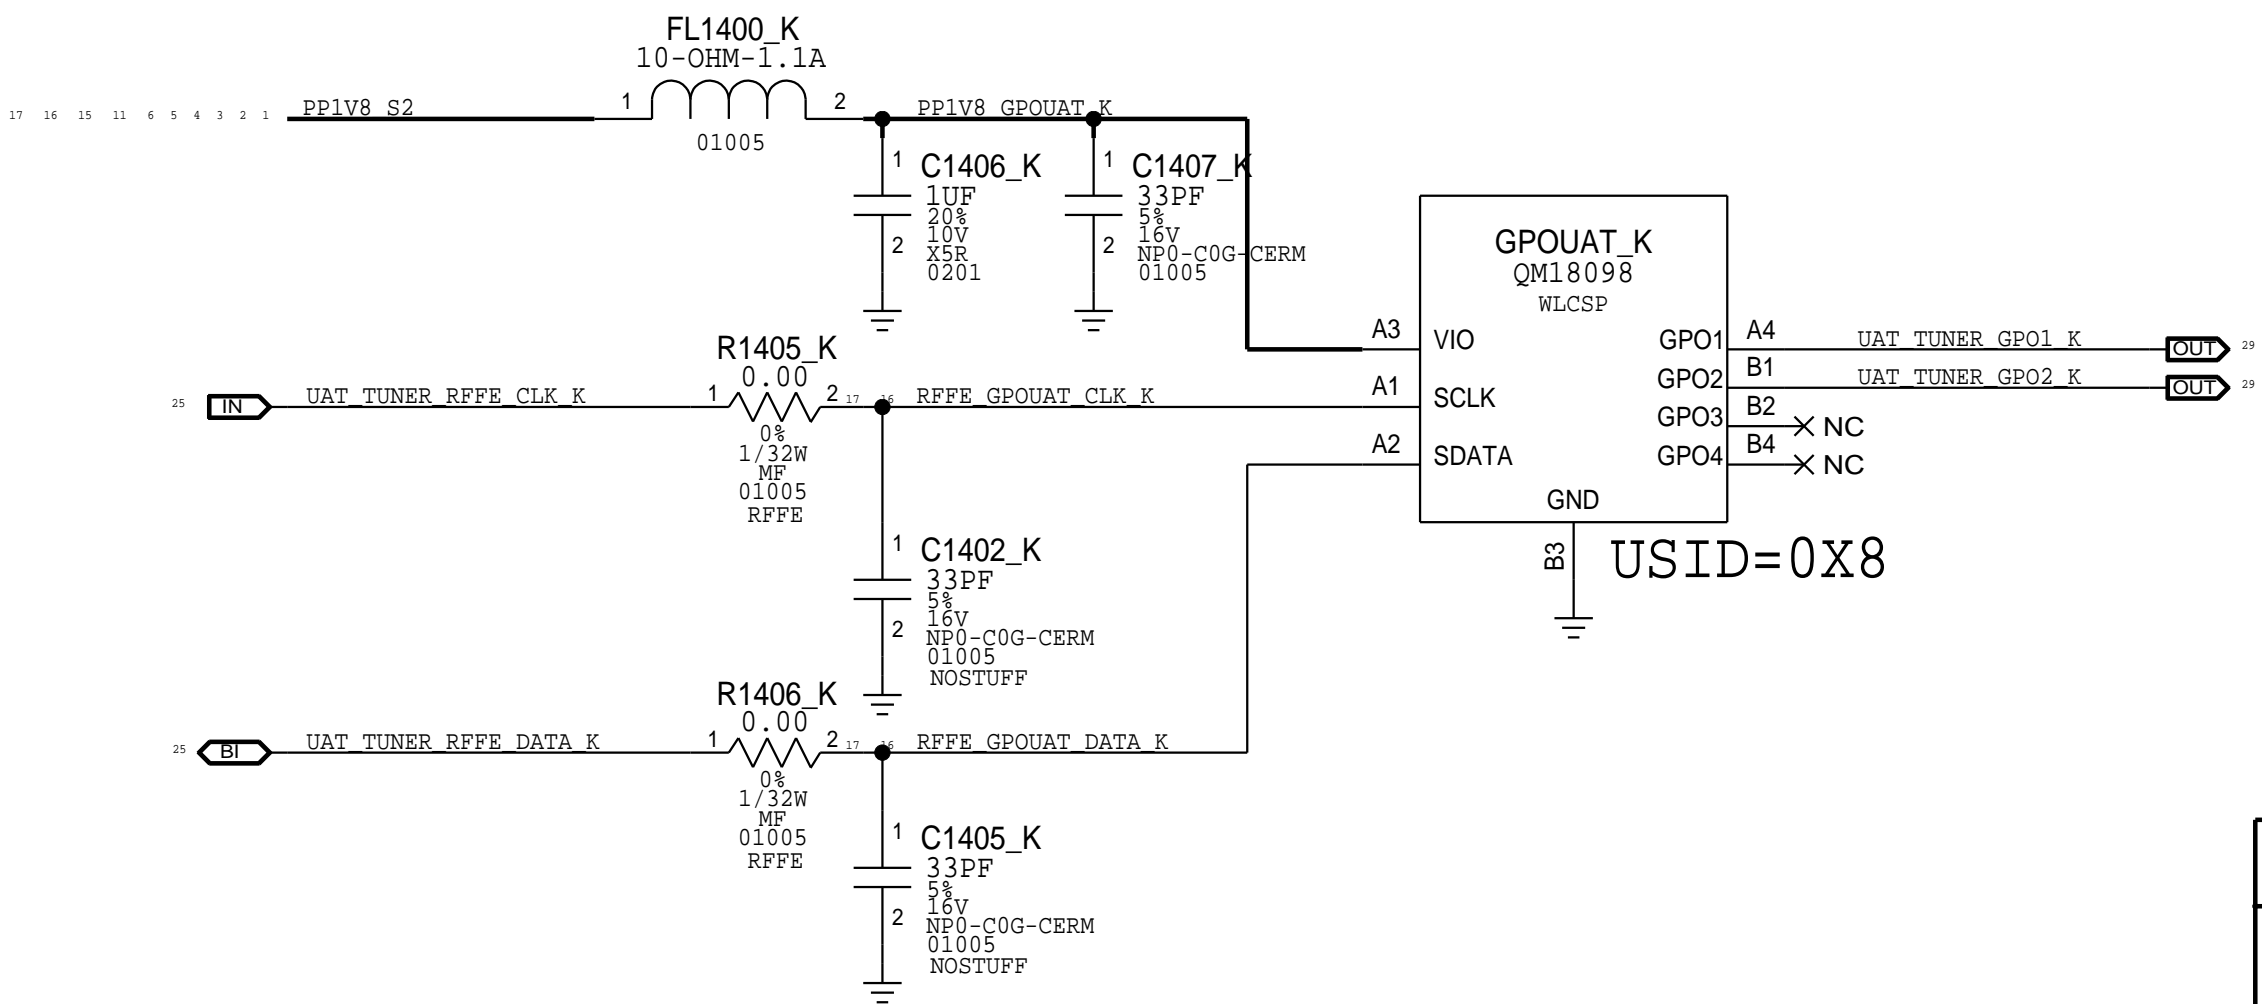 FL1400_K
10-OHM-1.1A
17 16 15 11 6 5 4 3 2 1
PP1V8_S2
1
2
01005
PP1V8_GPOUAT_K
1
C1406_K
1UF
20%
10V
2
X5R
0201
1
C1407_K
33PF
5%
16V
2
NP0-C0G-CERM
01005
GPOUAT_K
QM18098
WLCSP
A3
VIO
A1
SCLK
A2
SDATA
GPO1
A4
UAT_TUNER_GPO1_K
OUT
29
GPO2
B1
UAT_TUNER_GPO2_K
OUT
29
GPO3
B2
NC
GPO4
B4
NC
GND
B3
USID=0X8
R1405_K
0.00
25
IN
UAT_TUNER_RFFE_CLK_K
1
2
17
16
RFFE_GPOUAT_CLK_K
0%
1/32W
MF
01005
RFFE
1
C1402_K
33PF
5%
16V
2
NP0-C0G-CERM
01005
NOSTUFF
R1406_K
0.00
25
BI
UAT_TUNER_RFFE_DATA_K
1
2
17
16
RFFE_GPOUAT_DATA_K
0%
1/32W
MF
01005
RFFE
1
C1405_K
33PF
5%
16V
2
NP0-C0G-CERM
01005
NOSTUFF